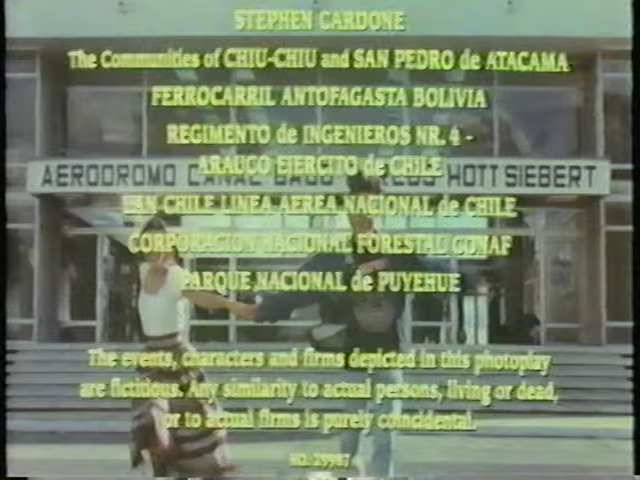 STEPHEN CARDONE
The Communities of CHIU-CHIU and SAN PEDRO de ATACAMA
FERROCARRIL ANTOFAGASTA BOLIVIA
REGIMENTO de INGENIEROS NR. 4 -
ARAUCO EJERCITO de CHILE
AERODROMO CANAL HOTT SIEBERT
LAN CHILE LINEA AEREA NACIONAL de CHILE
CORPORACION NACIONAL FORESTAL CONAF
PARQUE NACIONAL de PUYEHUE
The events, characters and firms depicted in this photoplay
are fictitious. Any similarity to actual persons, living or dead,
or to actual firms is purely coincidental.
NO. 29987